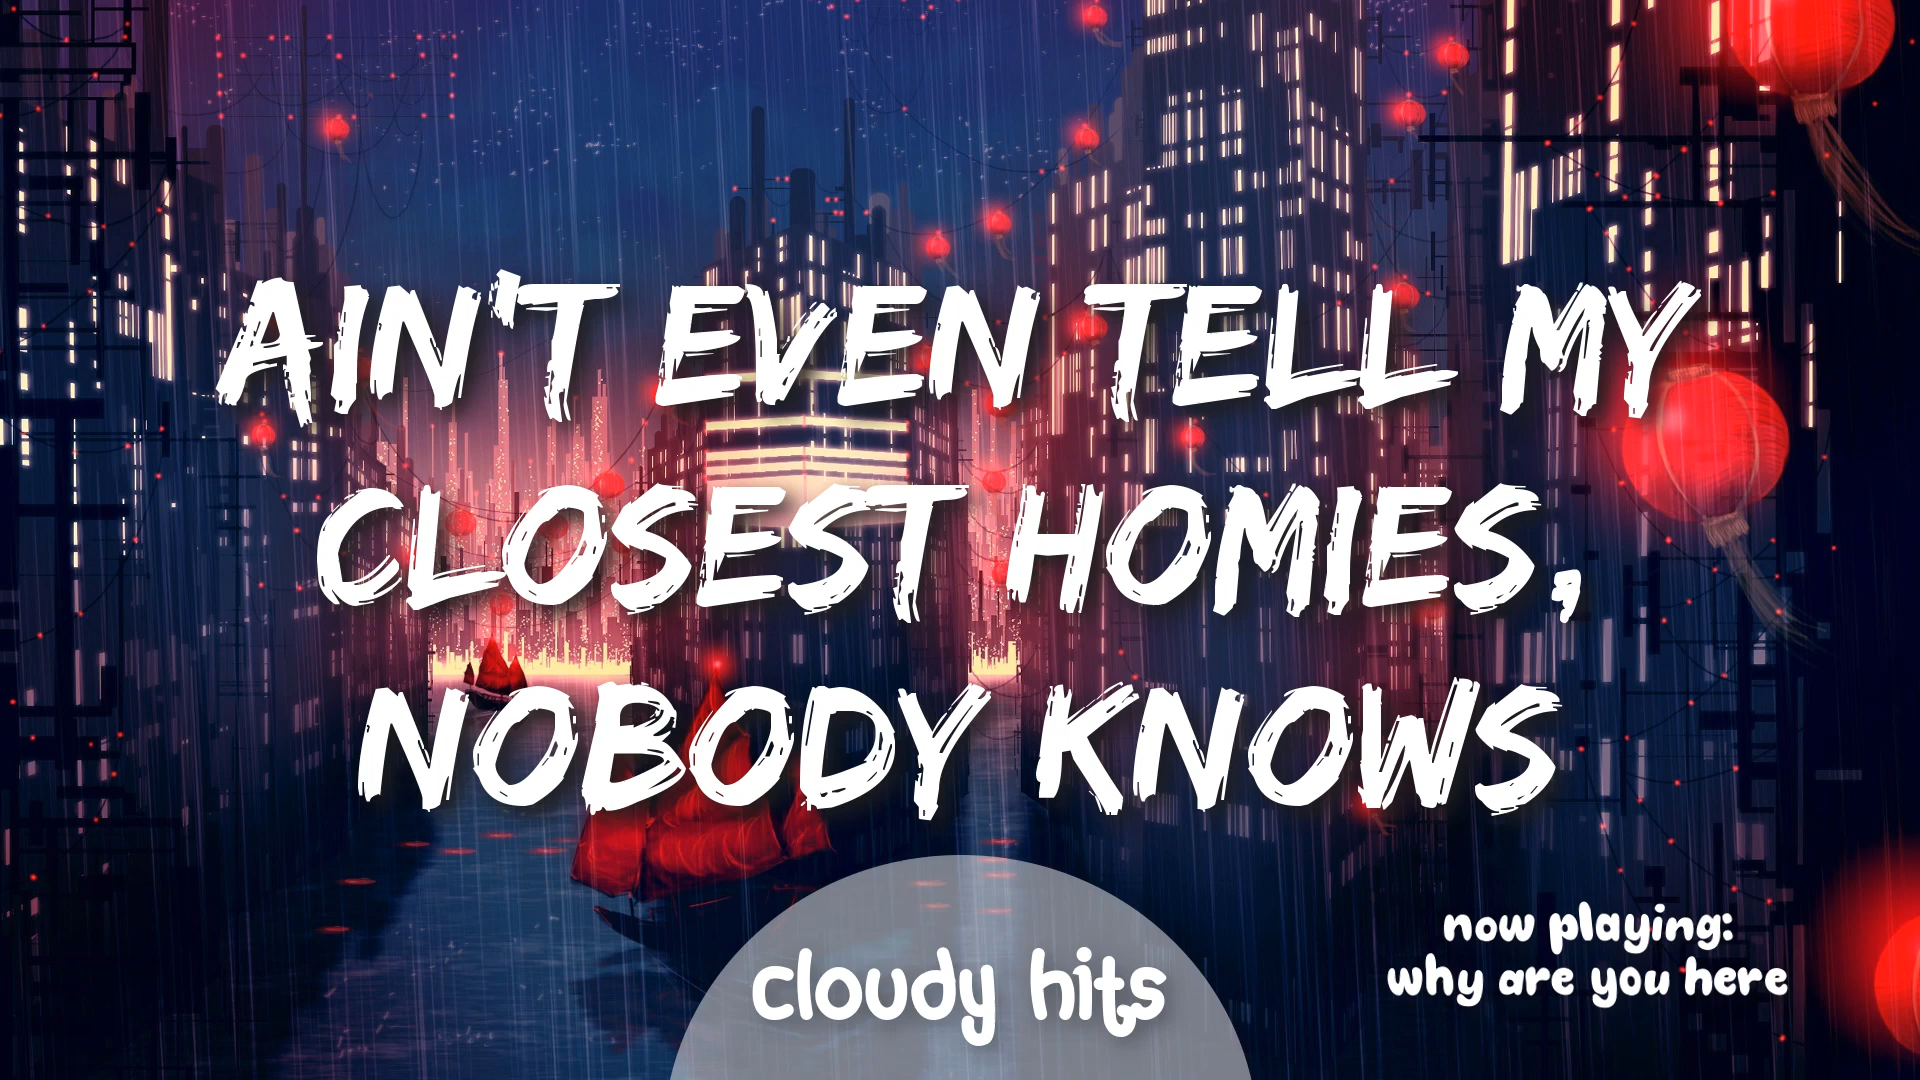 AIN'T EVEN TELL MY
CLOSEST HOMIES,
NOBODY KNOWS
cloudy hits
now playing:
why are you here